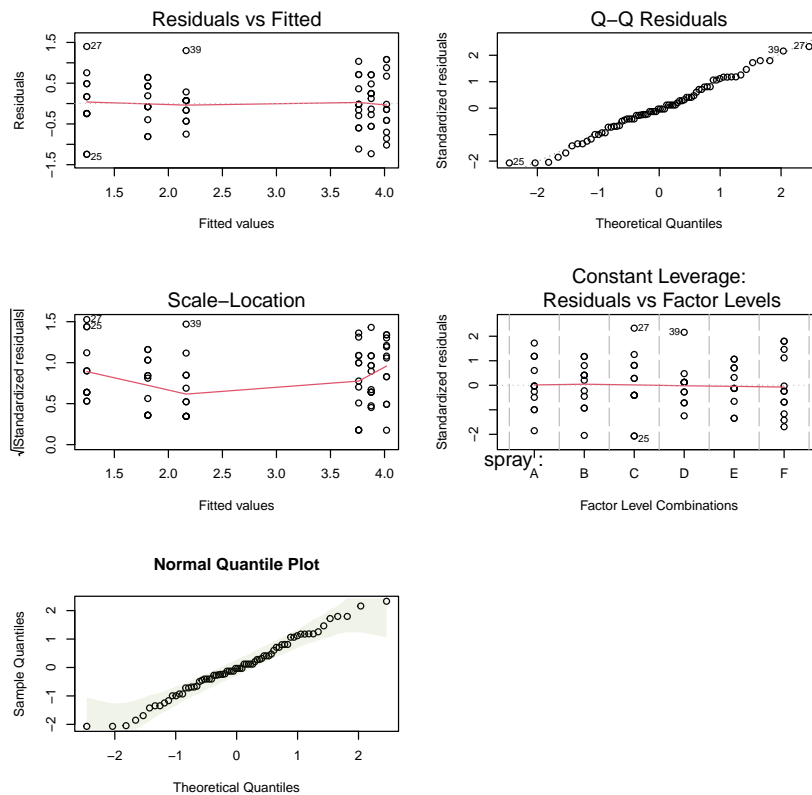 Residuals vs Fitted
Residuals
1.5
0.5
−0.5
−1.5
27
39
25
1.5
2.0
2.5
3.0
3.5
4.0
Fitted values
Q−Q Residuals
Standardized residuals
2
1
0
−1
−2
39
27
25
−2
−1
0
1
2
Theoretical Quantiles
Scale−Location
√|Standardized residuals|
1.5
1.0
0.5
0.0
27
25
39
1.5
2.0
2.5
3.0
3.5
4.0
Fitted values
Constant Leverage:
Residuals vs Factor Levels
Standardized residuals
2
1
0
−2
27
39
25
spray :
A
B
C
D
E
F
Factor Level Combinations
Normal Quantile Plot
Sample Quantiles
2
1
0
−1
−2
−2
−1
0
1
2
Theoretical Quantiles